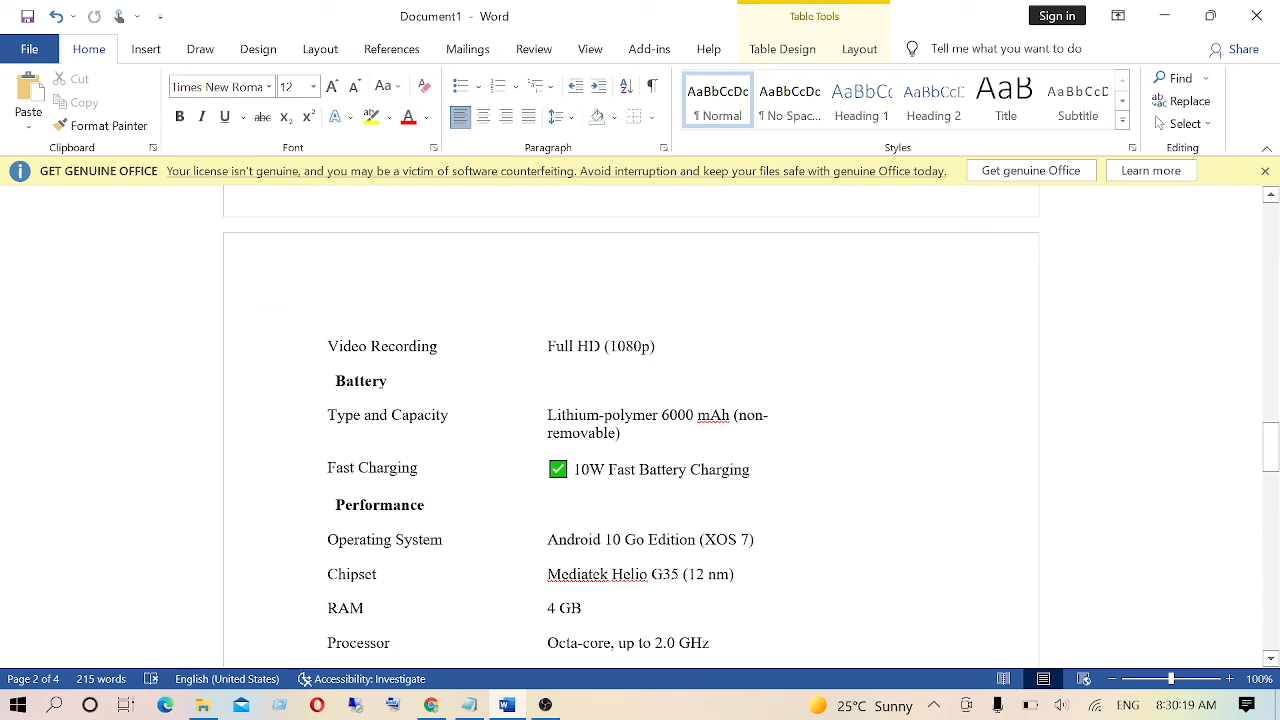 Document1 - Word
Table Tools
Sign in
File Home Insert Draw Design Layout References Mailings Review View Add-ins Help Table Design Layout Tell me what you want to do Share
Paste
Cut
Copy
Format Painter
Clipboard
Times New Roma 12
Aa
B I U abc x₂ x² A A
Font
Paragraph
AaBbCcDc AaBbCcDc AaBbCc AaBbCcC AaB AaBbCcD
¶ Normal ¶ No Spac... Heading 1 Heading 2 Title Subtitle
Styles
Find
Replace
Select
Editing
GET GENUINE OFFICE Your license isn't genuine, and you may be a victim of software counterfeiting. Avoid interruption and keep your files safe with genuine Office today. Get genuine Office Learn more
Video Recording Full HD (1080p)
Battery
Type and Capacity Lithium-polymer 6000 mAh (non-
removable)
Fast Charging ✅ 10W Fast Battery Charging
Performance
Operating System Android 10 Go Edition (XOS 7)
Chipset Mediatek Helio G35 (12 nm)
RAM 4 GB
Processor Octa-core, up to 2.0 GHz
Page 2 of 4 215 words English (United States) Accessibility: Investigate 100%
25°C Sunny ENG 8:30:19 AM